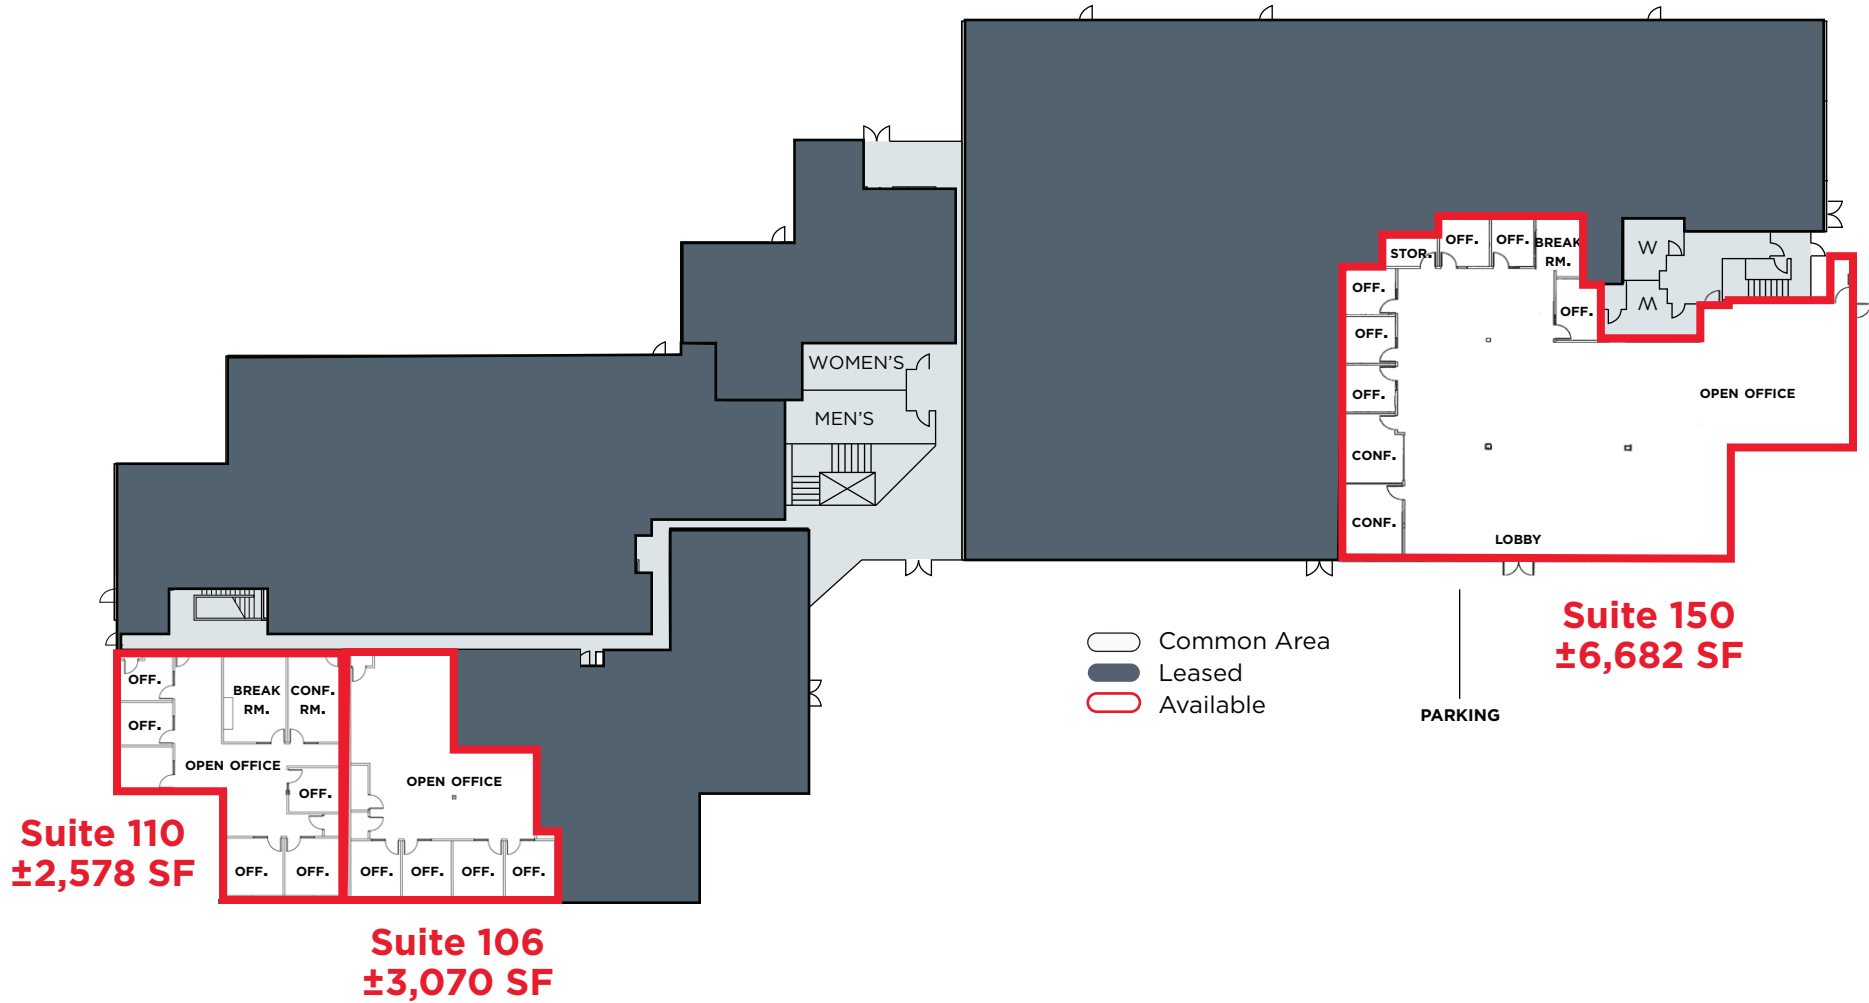 STOR.
OFF.
OFF.
BREAK
RM.
W
OFF.
OFF.
W
OFF.
WOMEN'S
OFF.
OPEN OFFICE
MEN'S
CONF.
CONF.
LOBBY
Suite 150
±6,682 SF
Common Area
Leased
Available
PARKING
OFF.
BREAK
RM.
CONF.
RM.
OFF.
OPEN OFFICE
OFF.
OFF.
OFF.
Suite 110
±2,578 SF
OPEN OFFICE
OFF.
OFF.
OFF.
OFF.
Suite 106
±3,070 SF